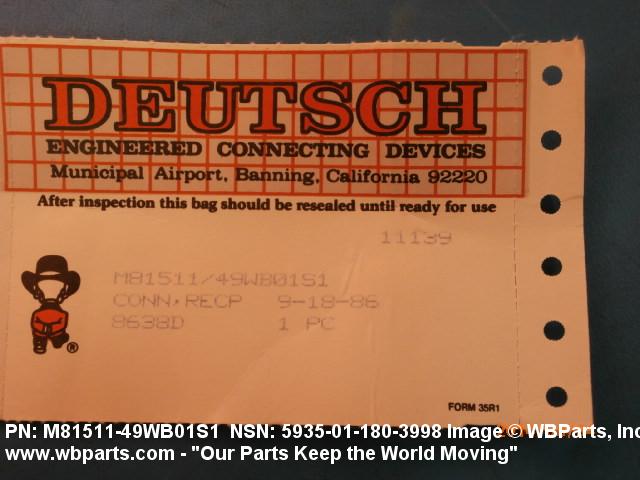 DEUTSCH
ENGINEERED CONNECTING DEVICES
Municipal Airport, Banning, California 92220
After inspection this bag should be resealed until ready for use
11139
M81511/49WB01S1
CONN,RECP 9-18-86
8638D 1 PC
®
FORM 35R1
PN: M81511-49WB01S1 NSN: 5935-01-180-3998 Image © WBParts, Inc
www.wbparts.com - "Our Parts Keep the World Moving"